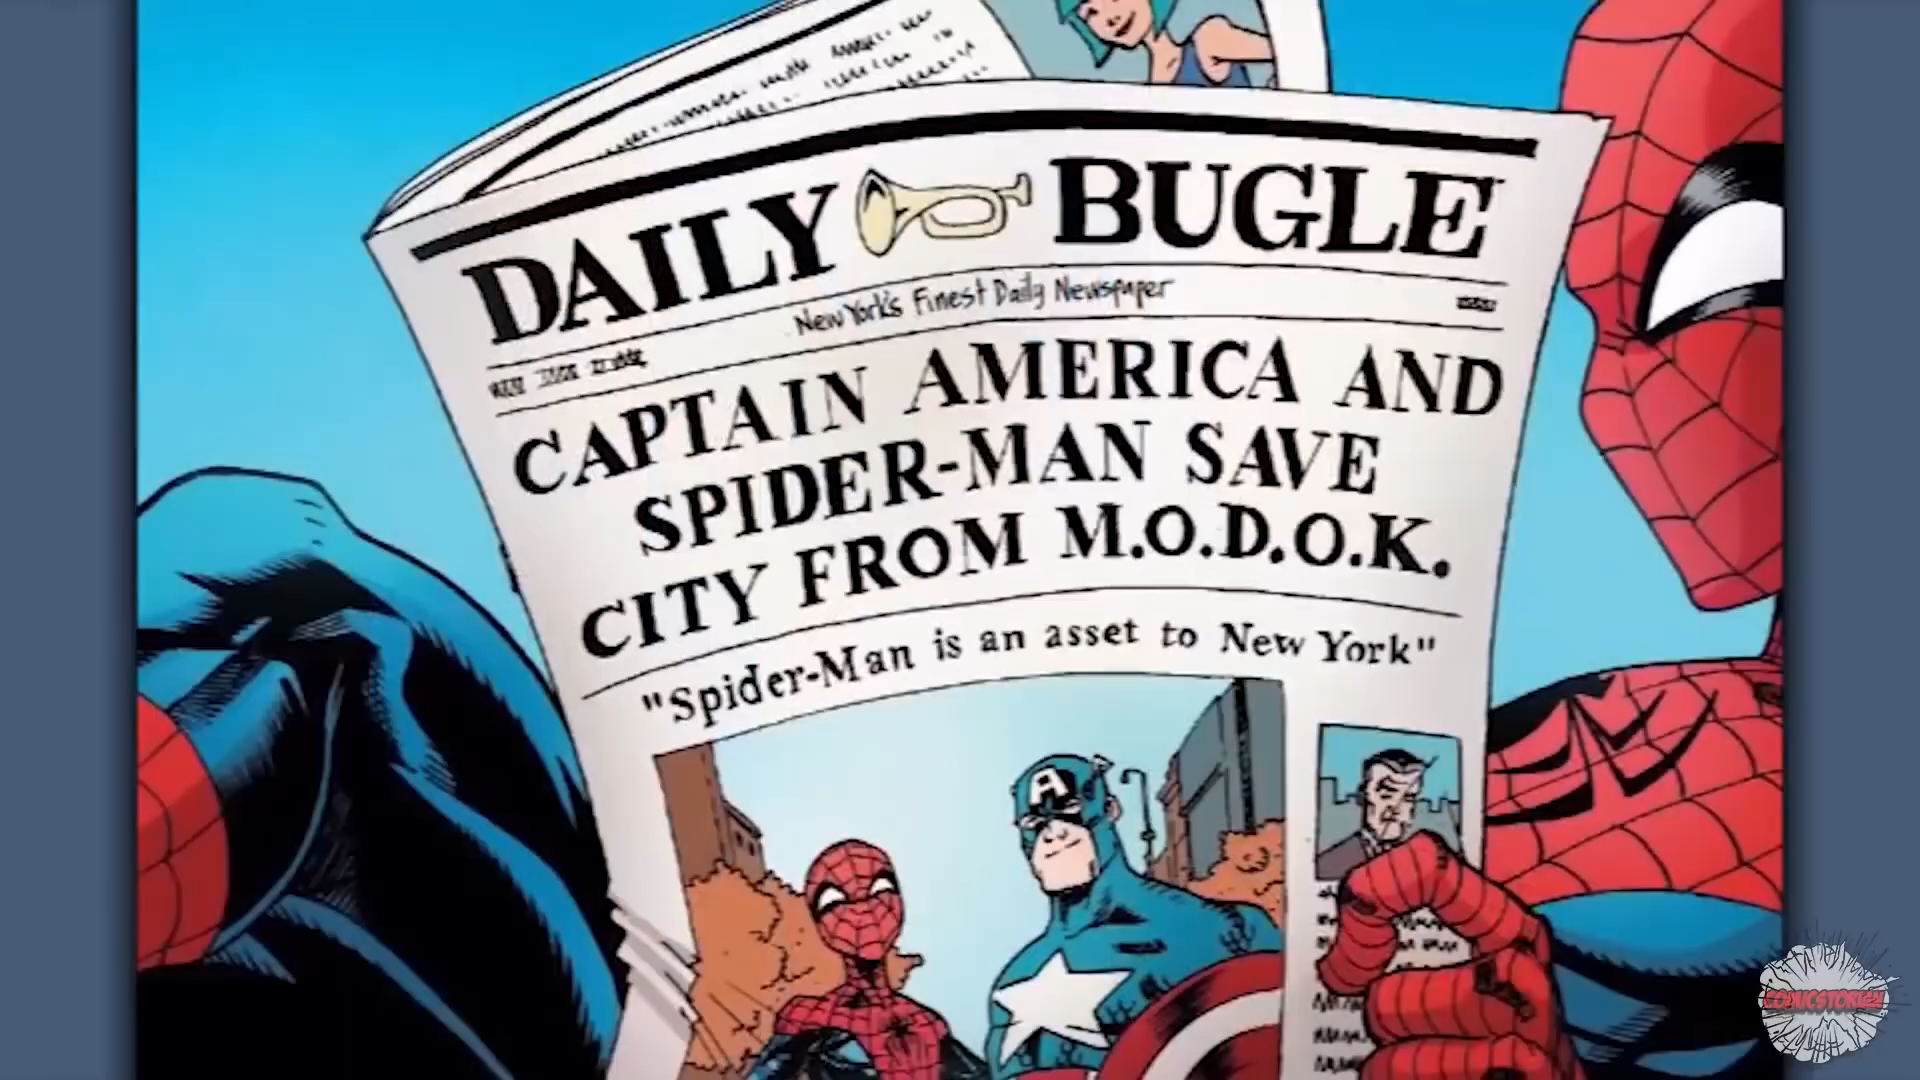 DAILY BUGLE
New York's Finest Daily Newspaper
CAPTAIN AMERICA AND
SPIDER-MAN SAVE
CITY FROM M.O.D.O.K.
"Spider-Man is an asset to New York"
A
COMICSTORIAN